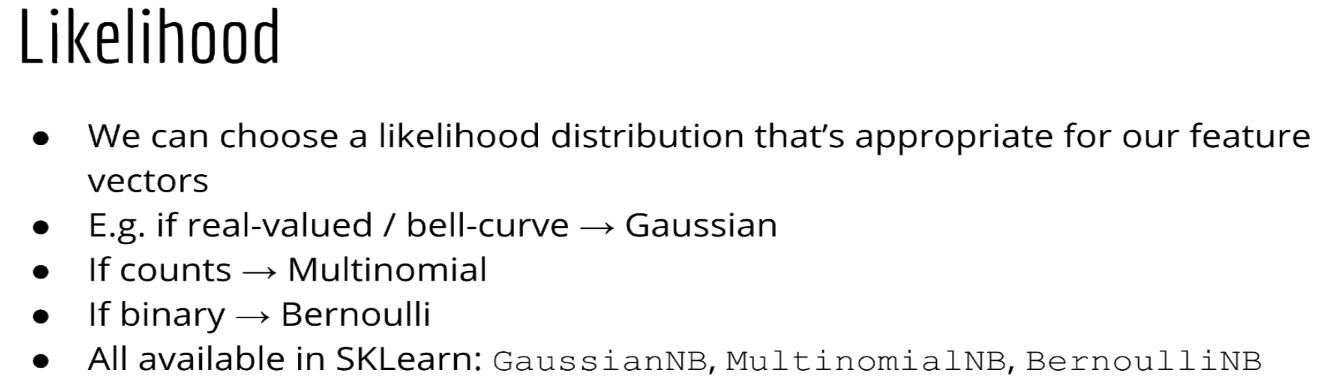 Likelihood
● We can choose a likelihood distribution that’s appropriate for our feature
vectors
● E.g. if real-valued / bell-curve → Gaussian
● If counts → Multinomial
● If binary → Bernoulli
● All available in SKLearn: GaussianNB, MultinomialNB, BernoulliNB